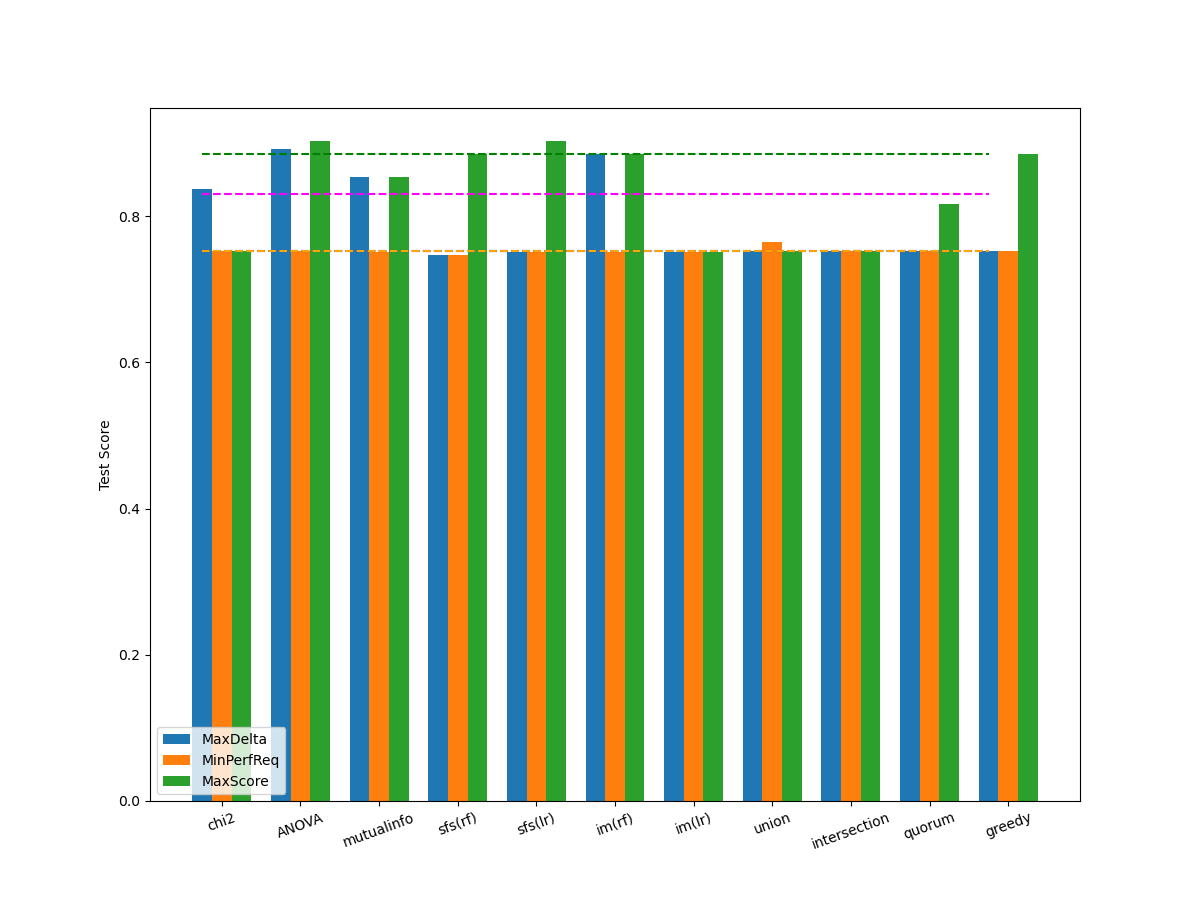 0.8
0.6
0.4
0.2
0.0
Test Score
MaxDelta
MinPerfReq
MaxScore
chi2
ANOVA
mutualinfo
sfs(rf)
sfs(lr)
im(rf)
im(lr)
union
intersection
quorum
greedy